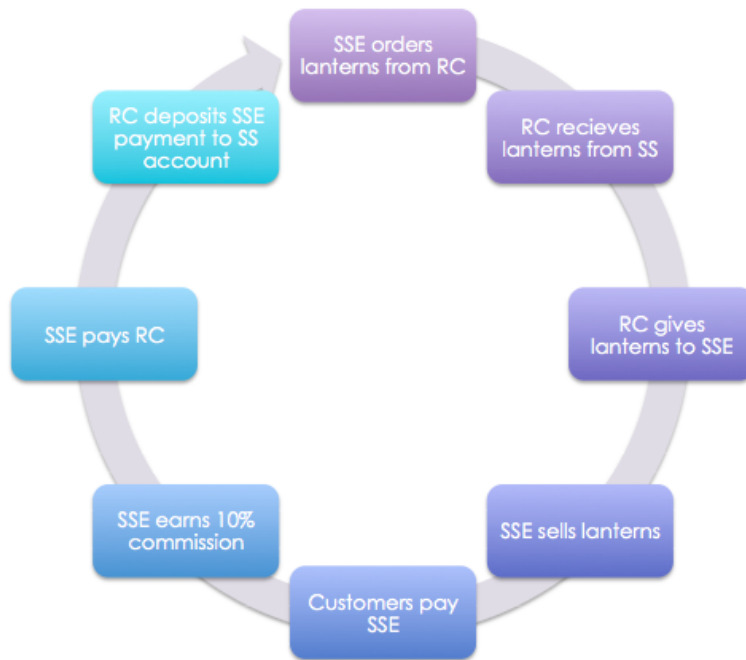 SSE orders
lanterns from RC
RC recieves
lanterns from SS
RC gives
lanterns to SSE
SSE sells lanterns
Customers pay
SSE
SSE earns 10%
commission
SSE pays RC
RC deposits SSE
payment to SS
account